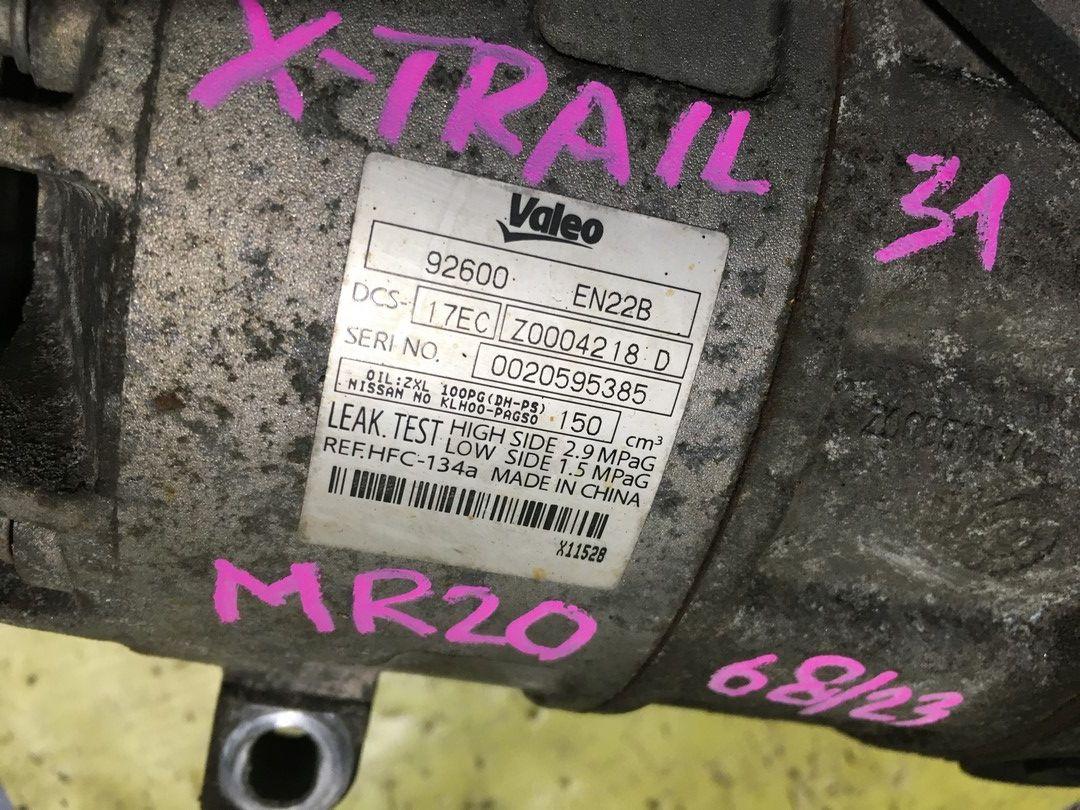 X-TRAIL
31
Valeo
92600 EN22B
DCS- 17EC Z0004218 D
SERI NO. 0020595385
OIL:ZXL 100PG(DH-PS) 150 cm³
NISSAN NO KLH00-PAGS0
LEAK. TEST HIGH SIDE 2.9 MPaG
LOW SIDE 1.5 MPaG
REF.HFC-134a MADE IN CHINA
X1152B
MR20
68/23